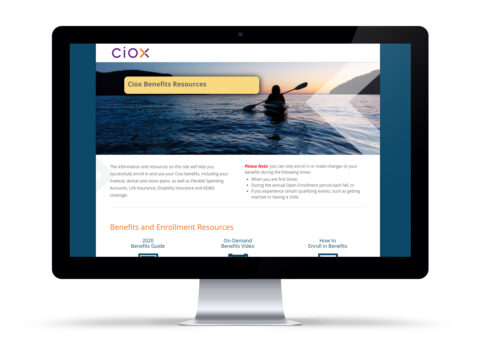 ciox
Ciox Benefits Resources
The information and resources on this site will help you
successfully enroll in and use your Ciox benefits, including your
medical, dental and vision plans, as well as Flexible Spending
Accounts, Life Insurance, Disability Insurance and AD&D
coverage.
Please Note: you can only enroll in or make changes to your
benefits during the following times:
• When you are first hired,
• During the annual Open Enrollment period each fall, or
• If you experience certain qualifying events, such as getting
married or having a child.
Benefits and Enrollment Resources
2020
Benefits Guide
On-Demand
Benefits Video
How to
Enroll in Benefits